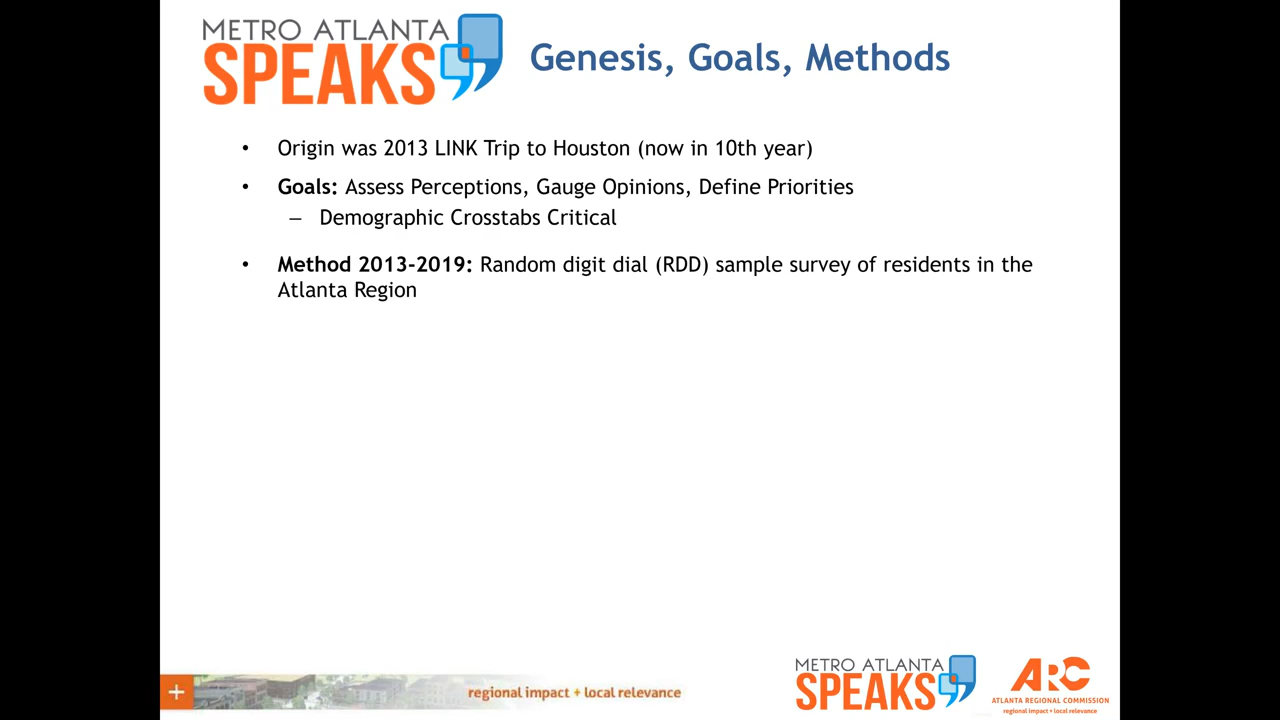 METRO ATLANTA
SPEAKS
Genesis, Goals, Methods
• Origin was 2013 LINK Trip to Houston (now in 10th year)
• Goals: Assess Perceptions, Gauge Opinions, Define Priorities
– Demographic Crosstabs Critical
• Method 2013-2019: Random digit dial (RDD) sample survey of residents in the
Atlanta Region
+
regional impact + local relevance
METRO ATLANTA
SPEAKS
ARC
ATLANTA REGIONAL COMMISSION
regional impact + local relevance